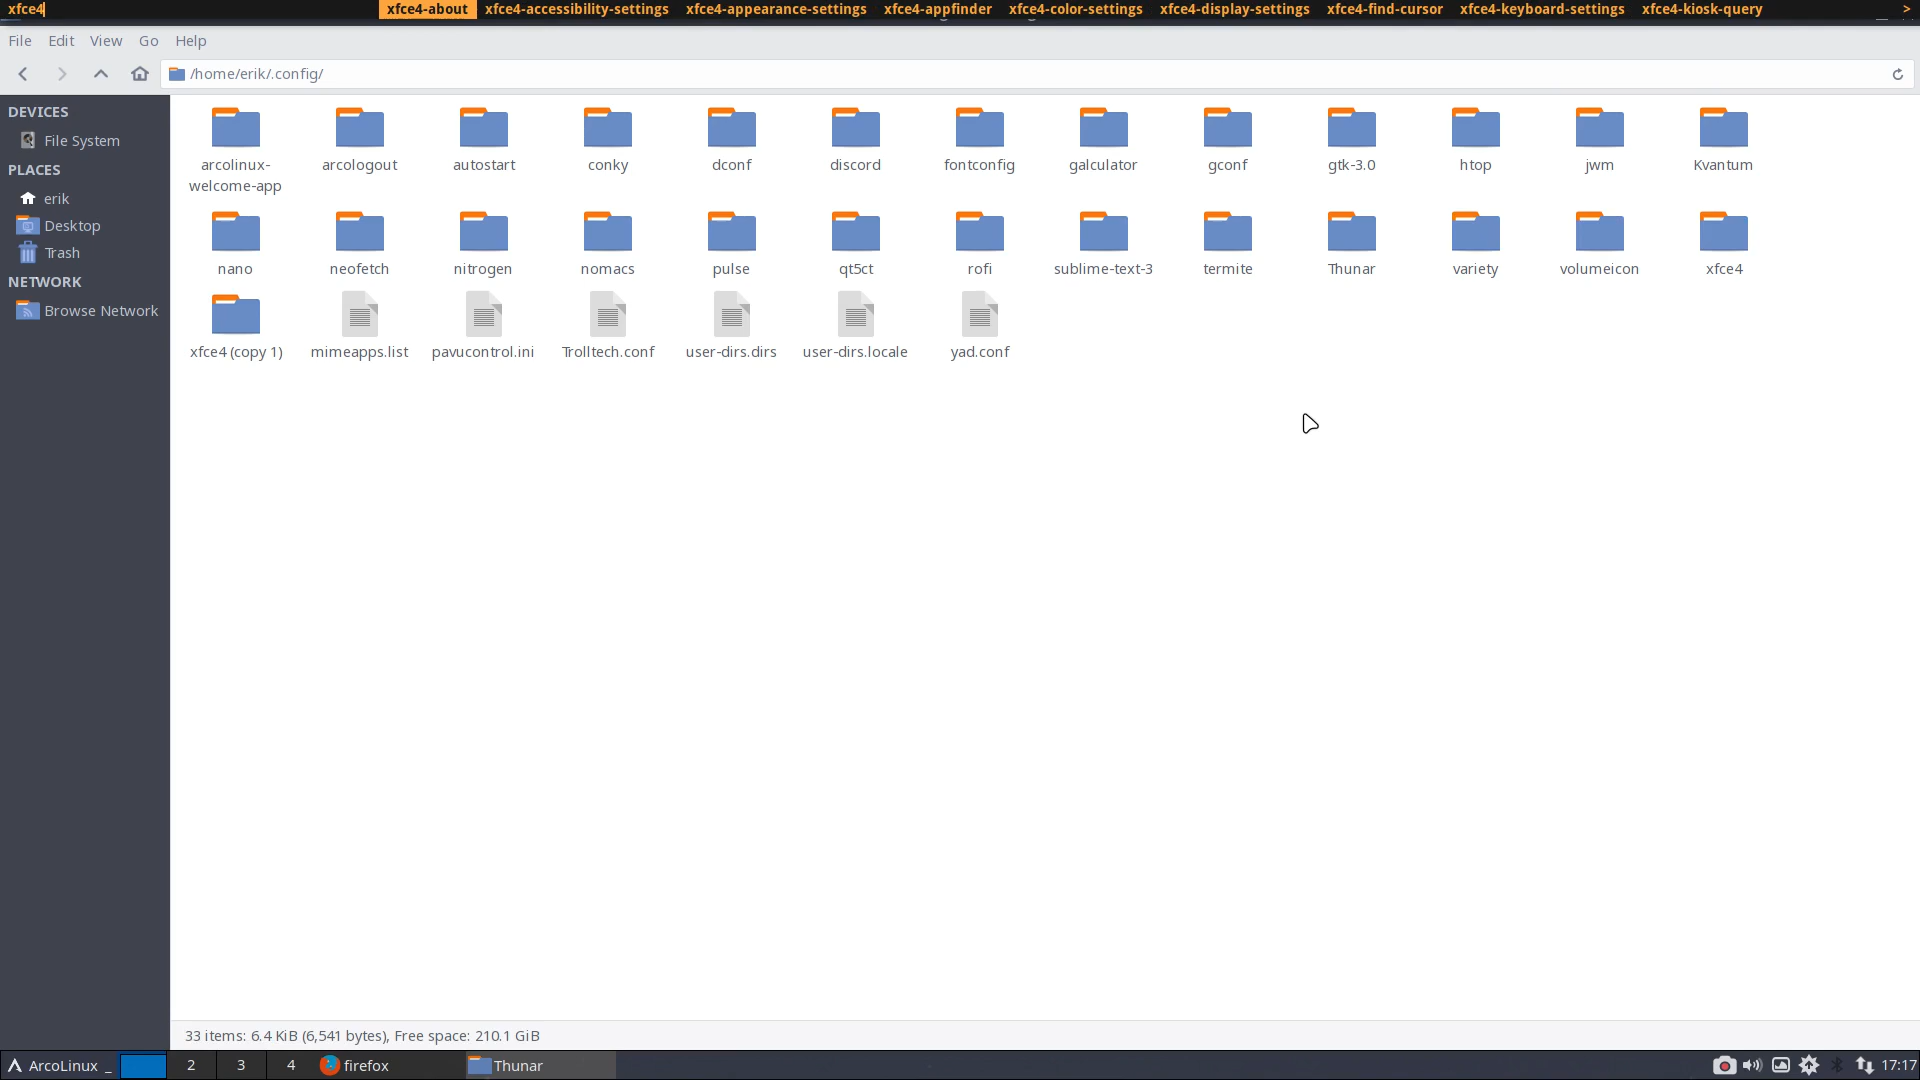 xfce4 xfce4-about xfce4-accessibility-settings xfce4-appearance-settings xfce4-appfinder xfce4-color-settings xfce4-display-settings xfce4-find-cursor xfce4-keyboard-settings xfce4-kiosk-query >
File Edit View Go Help
/home/erik/.config/
DEVICES
File System
PLACES
erik
Desktop
Trash
NETWORK
Browse Network
arcolinux-
welcome-app
arcologout autostart conky dconf discord fontconfig galculator gconf gtk-3.0 htop jwm Kvantum
nano neofetch nitrogen nomacs pulse qt5ct rofi sublime-text-3 termite Thunar variety volumeicon xfce4
xfce4 (copy 1) mimeapps.list pavucontrol.ini Trolltech.conf user-dirs.dirs user-dirs.locale yad.conf
33 items: 6.4 KiB (6,541 bytes), Free space: 210.1 GiB
ArcoLinux _ 2 3 4 firefox Thunar 17:17